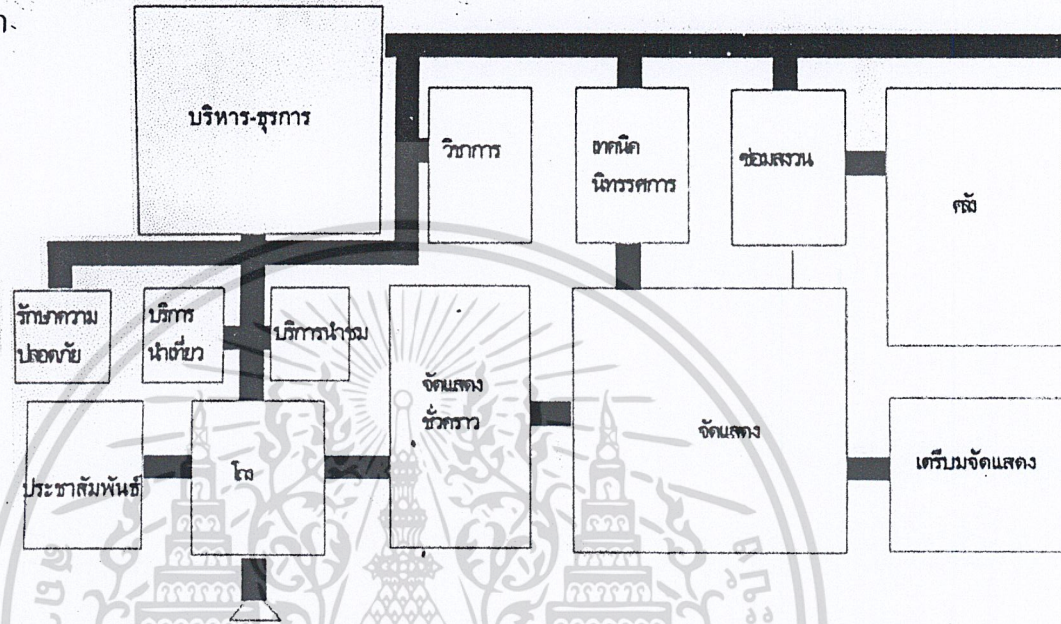 บริหาร-ธุรการ
วิชาการ
เทคนิค
นิทรรศการ
ซ่อมสงวน
คลัง
รักษาความ
ปลอดภัย
บริการ
นำเที่ยว
บริการนำชม
จัดแสดง
ชั่วคราว
จัดแสดง
ประชาสัมพันธ์
โถง
เตรียมจัดแสดง